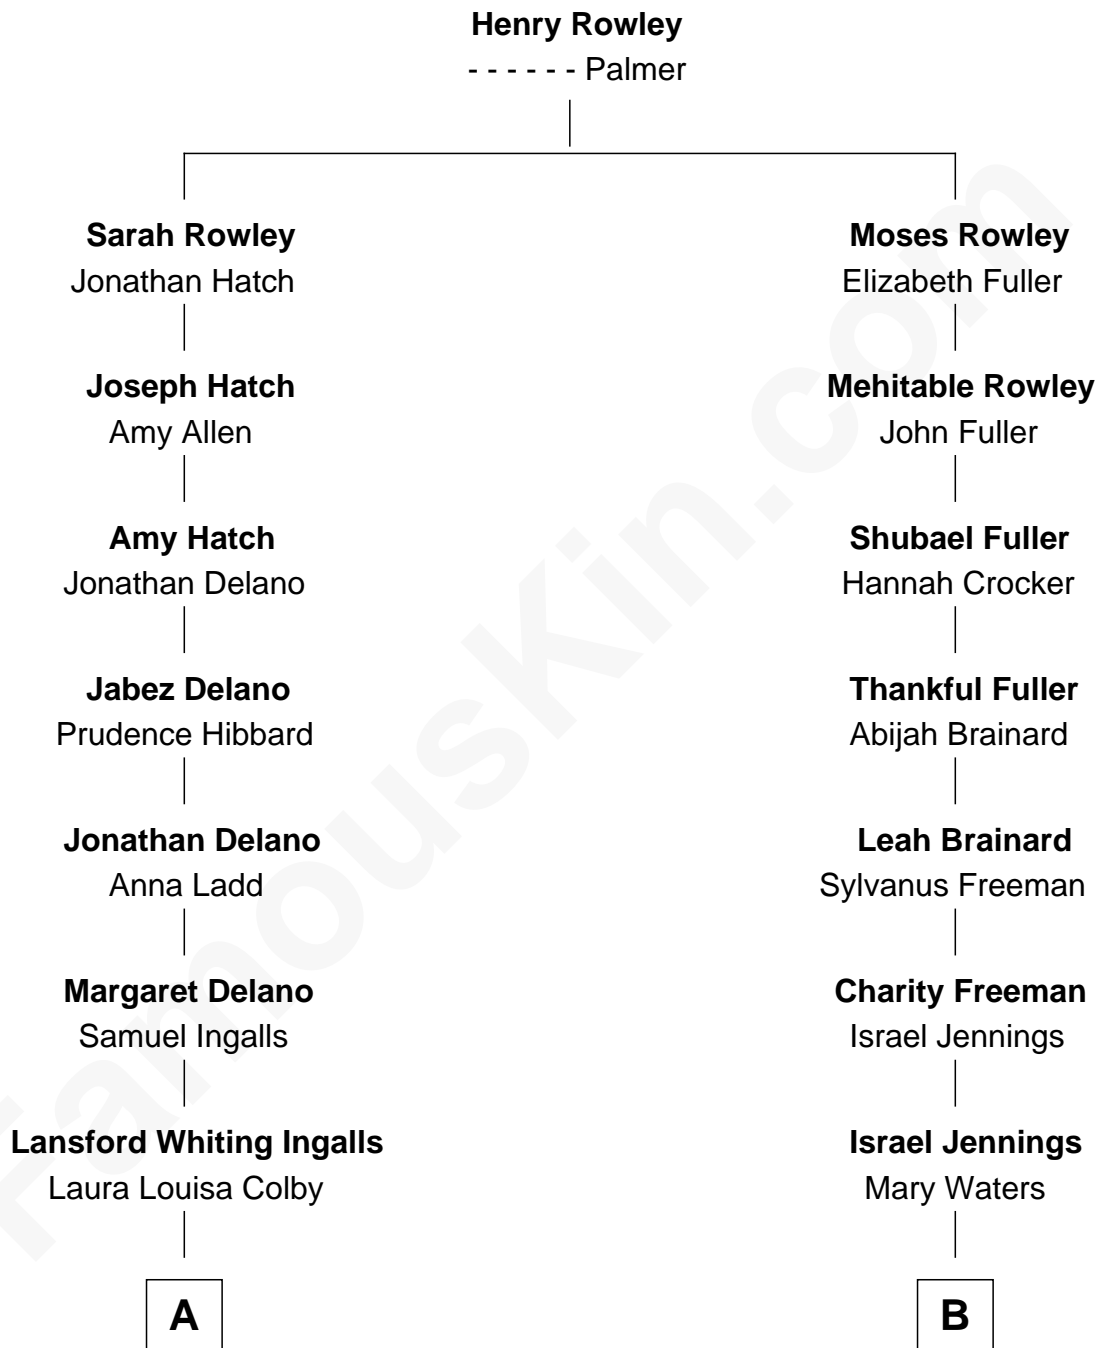 Henry Rowley
- - - - - - Palmer
Sarah Rowley
Jonathan Hatch
Moses Rowley
Elizabeth Fuller
Joseph Hatch
Amy Allen
Mehitable Rowley
John Fuller
Amy Hatch
Jonathan Delano
Shubael Fuller
Hannah Crocker
Jabez Delano
Prudence Hibbard
Thankful Fuller
Abijah Brainard
Jonathan Delano
Anna Ladd
Leah Brainard
Sylvanus Freeman
Margaret Delano
Samuel Ingalls
Charity Freeman
Israel Jennings
Lansford Whiting Ingalls
Laura Louisa Colby
Israel Jennings
Mary Waters
A
B
FamousKin.com